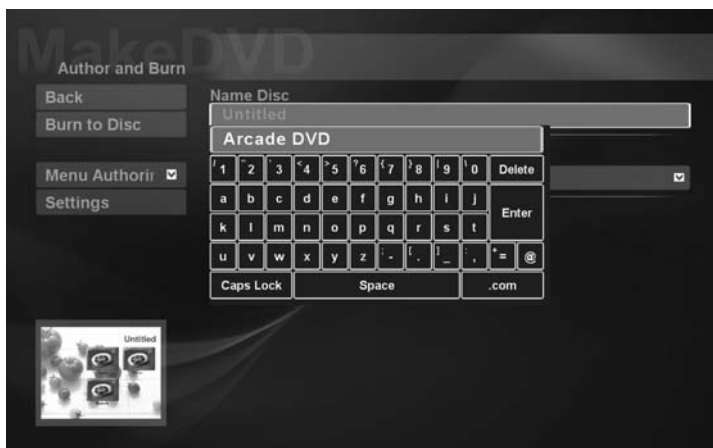 MakeDVD
Author and Burn
Back
Burn to Disc
Menu Authorin
Settings
Name Disc
Untitled
Arcade DVD
/1 "2 '3 <4 >5 ?6 {7 }8 |9 \0 Delete
a b c d e f g h i j
Enter
k l m n o p q r s t
u v w x y z ;- [. ]_ :, *= @
Caps Lock Space .com
Untitled